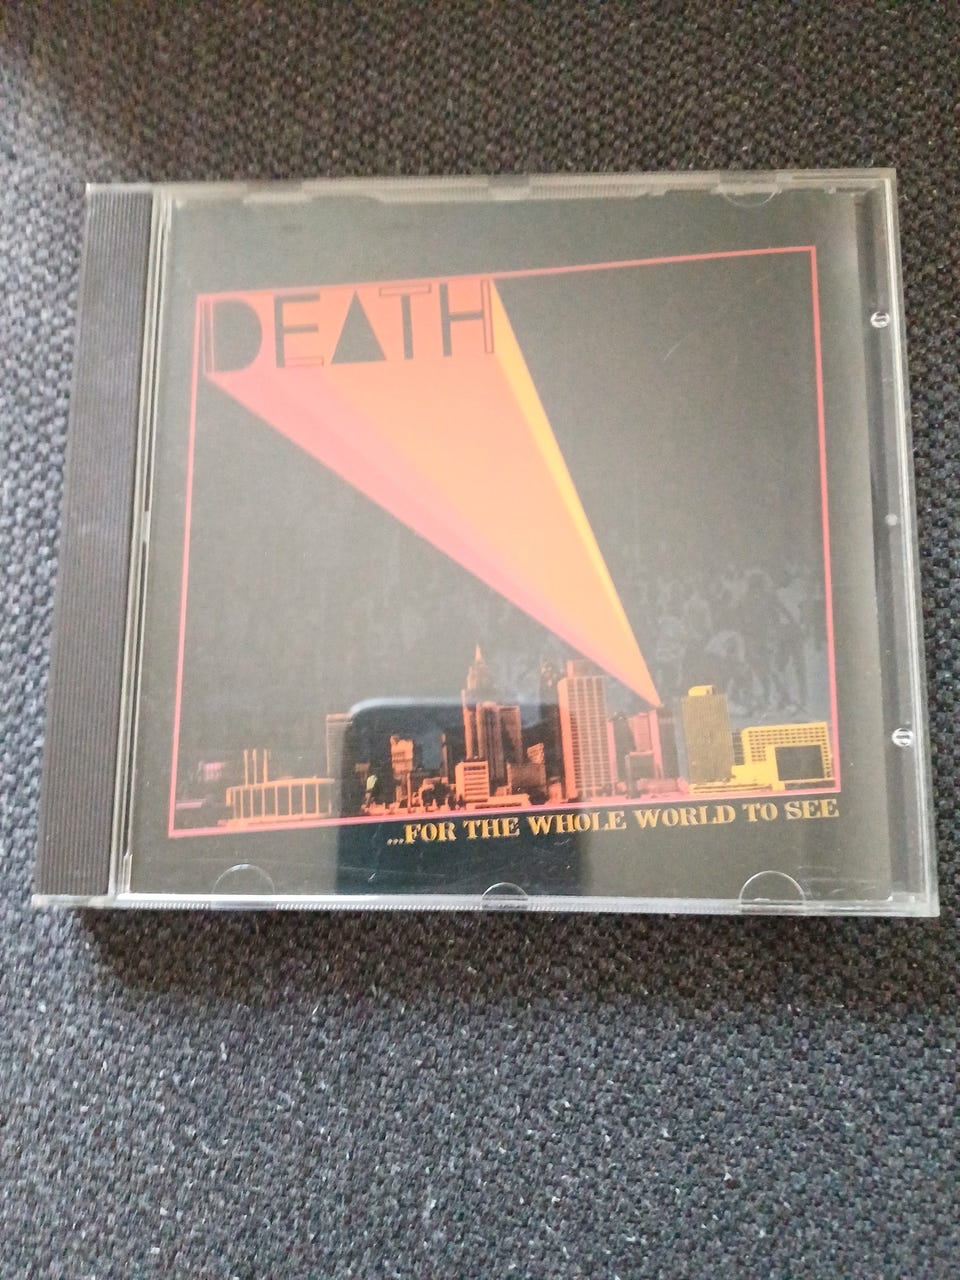 DEATH
...FOR THE WHOLE WORLD TO SEE